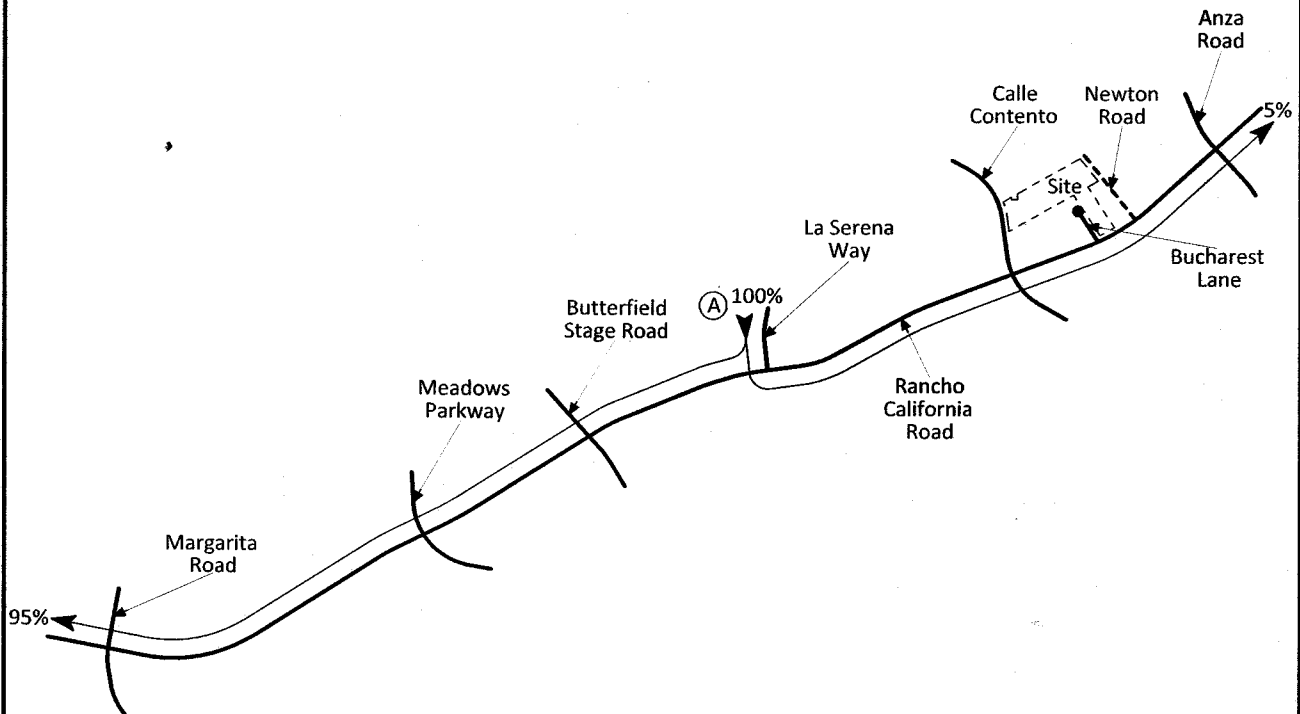 Anza
Road
5%
Calle
Contento
Newton
Road
Site
La Serena
Way
Bucharest
Lane
A
100%
Butterfield
Stage Road
Meadows
Parkway
Rancho
California
Road
Margarita
Road
95%